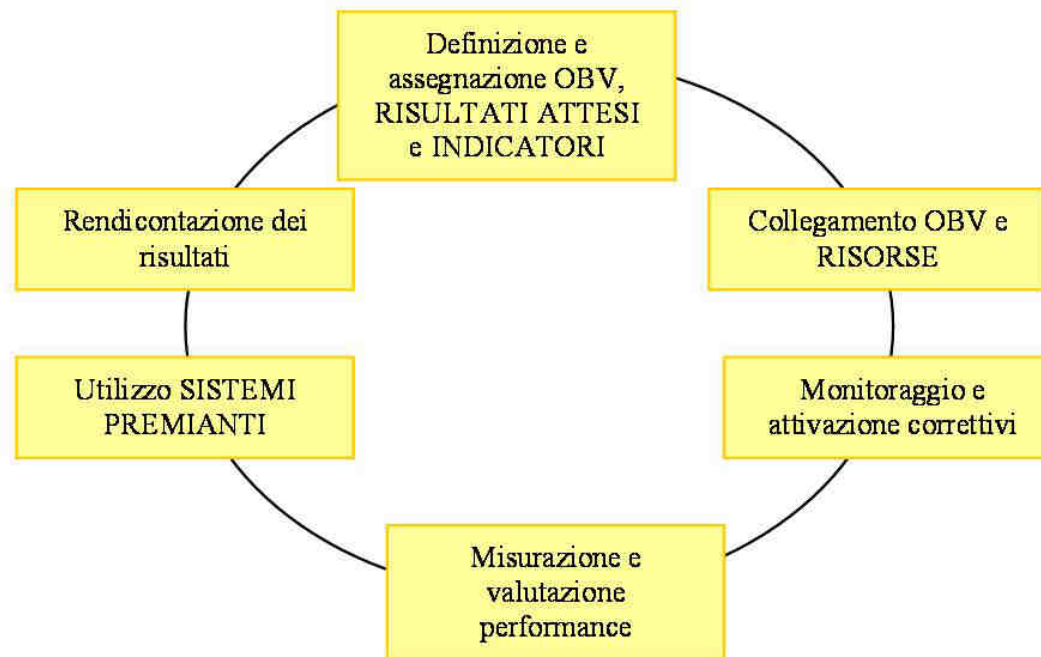 Definizione e
assegnazione OBV,
RISULTATI ATTESI
e INDICATORI
Collegamento OBV e
RISORSE
Monitoraggio e
attivazione correttivi
Misurazione e
valutazione
performance
Utilizzo SISTEMI
PREMIANTI
Rendicontazione dei
risultati